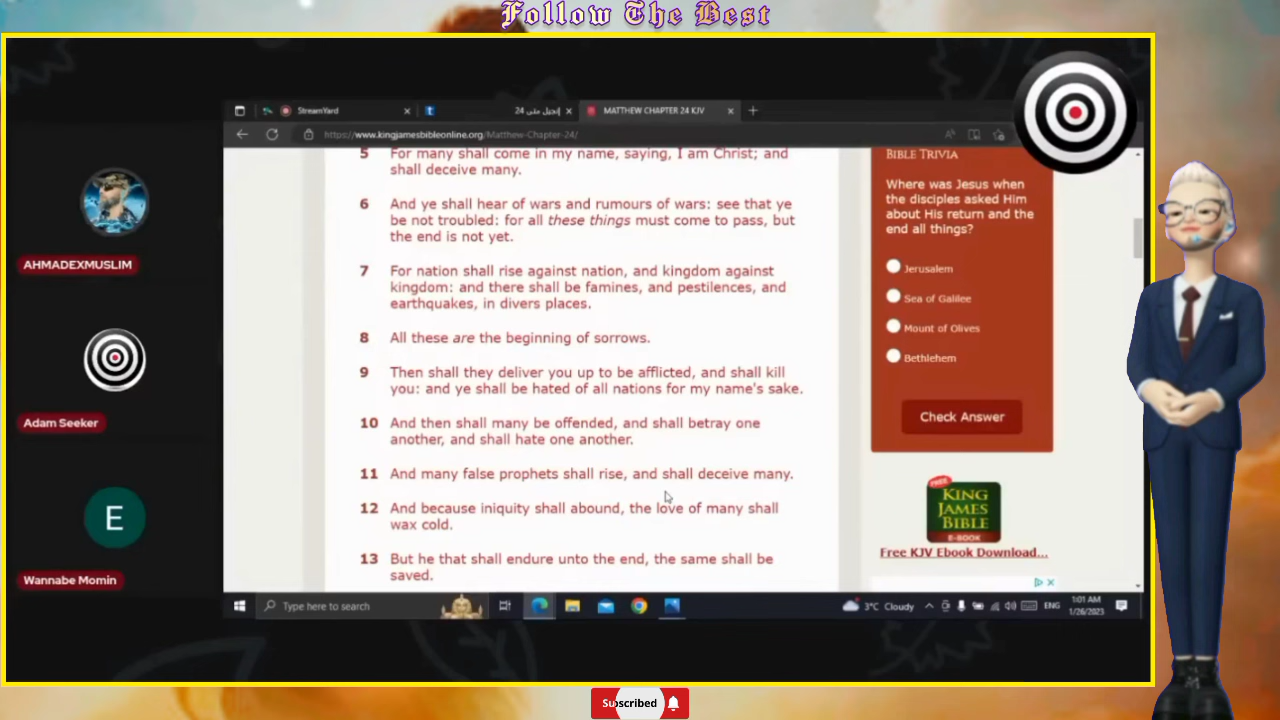 Follow The Best
StreamYard
إنجيل متى 24
MATTHEW CHAPTER 24 KJV
https://www.kingjamesbibleonline.org/Matthew-Chapter-24/
5 For many shall come in my name, saying, I am Christ; and
shall deceive many.
6 And ye shall hear of wars and rumours of wars: see that ye
be not troubled: for all these things must come to pass, but
the end is not yet.
7 For nation shall rise against nation, and kingdom against
kingdom: and there shall be famines, and pestilences, and
earthquakes, in divers places.
8 All these are the beginning of sorrows.
9 Then shall they deliver you up to be afflicted, and shall kill
you: and ye shall be hated of all nations for my name's sake.
10 And then shall many be offended, and shall betray one
another, and shall hate one another.
11 And many false prophets shall rise, and shall deceive many.
12 And because iniquity shall abound, the love of many shall
wax cold.
13 But he that shall endure unto the end, the same shall be
saved.
BIBLE TRIVIA
Where was Jesus when
the disciples asked Him
about His return and the
end all things?
Jerusalem
Sea of Galilee
Mount of Olives
Bethlehem
Check Answer
FREE
KING
JAMES
BIBLE
E-BOOK
Free KJV Ebook Download...
AHMADEXMUSLIM
Adam Seeker
E
Wannabe Momin
Type here to search
3°C Cloudy
ENG
1:01 AM
1/26/2023
Subscribed